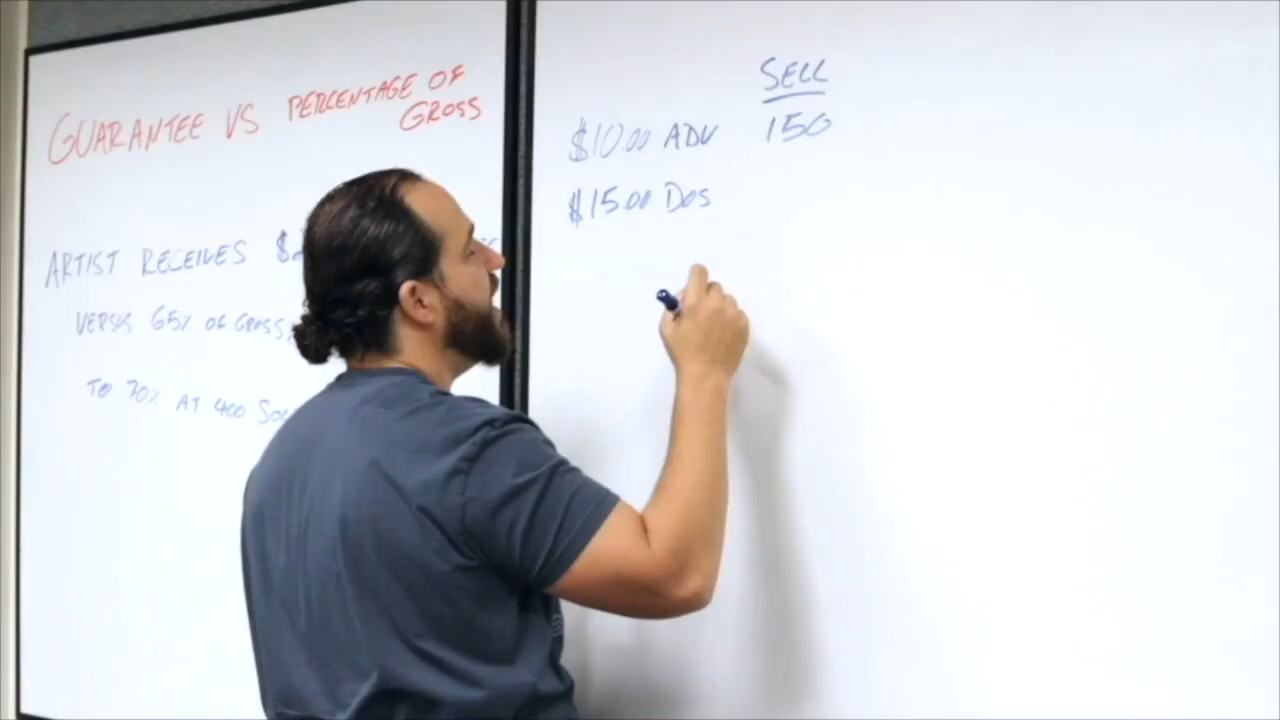 GUARANTEE VS PERCENTAGE OF
GROSS
ARTIST RECEIVES
VERSUS 65% OF GROSS,
TO 70% AT 400
SELL
$10.00 ADV 150
$15.00 DOS